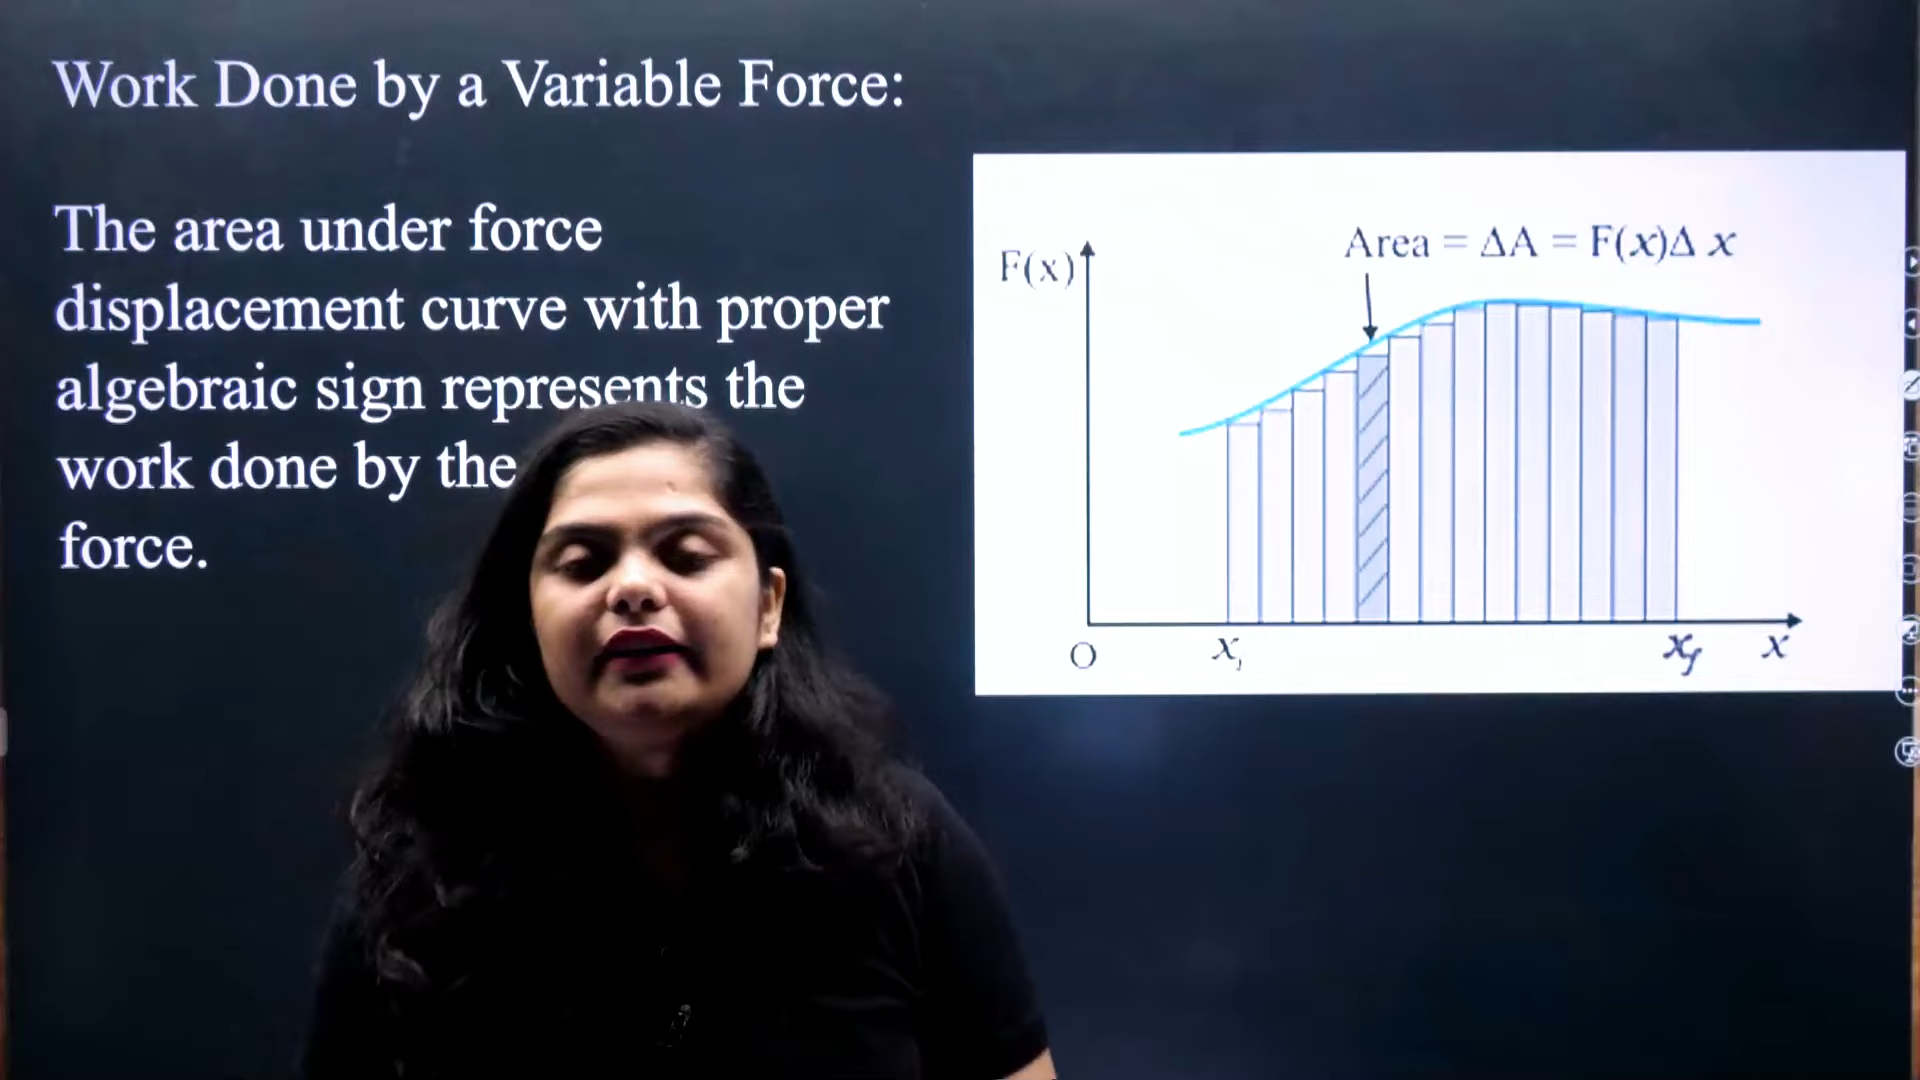 Work Done by a Variable Force:
The area under force
displacement curve with proper
algebraic sign represents the
work done by the
force.
Area = ΔA = F(x)Δ x
F(x)
O
x
x_f
x